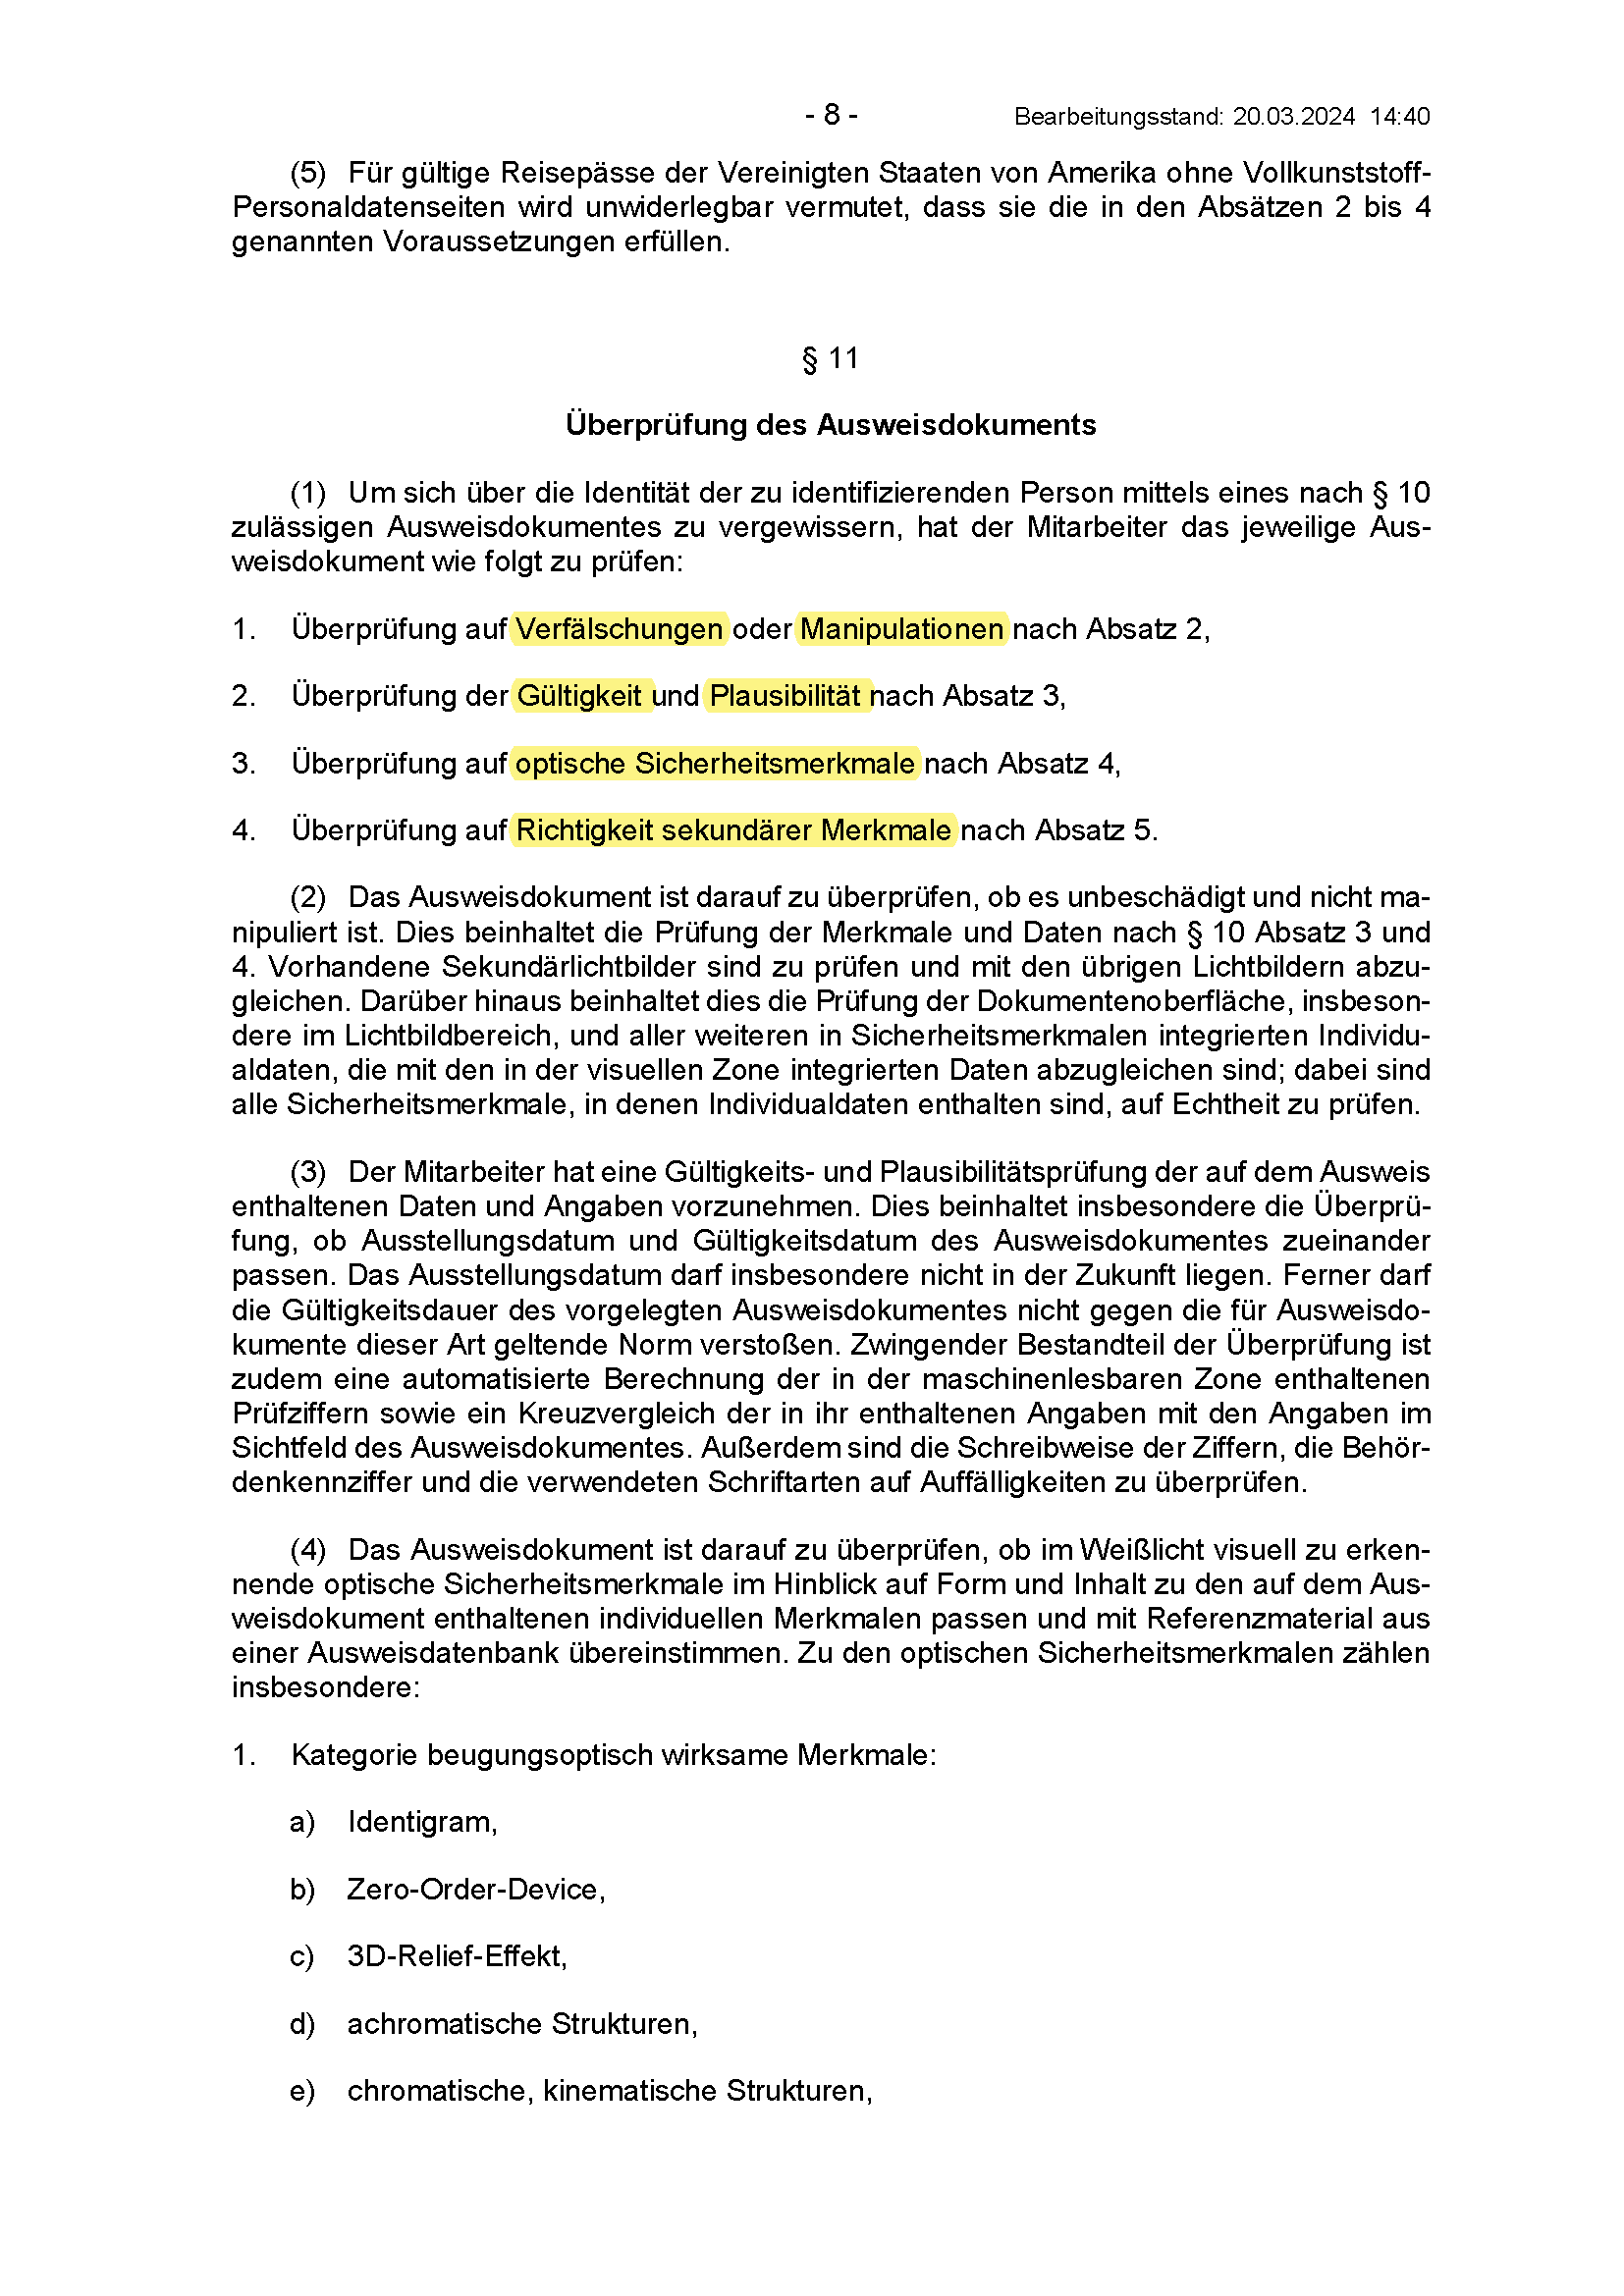 - 8 - Bearbeitungsstand: 20.03.2024 14:40
(5) Für gültige Reisepässe der Vereinigten Staaten von Amerika ohne Vollkunststoff-
Personaldatenseiten wird unwiderlegbar vermutet, dass sie die in den Absätzen 2 bis 4
genannten Voraussetzungen erfüllen.
§ 11
Überprüfung des Ausweisdokuments
(1) Um sich über die Identität der zu identifizierenden Person mittels eines nach § 10
zulässigen Ausweisdokumentes zu vergewissern, hat der Mitarbeiter das jeweilige Aus-
weisdokument wie folgt zu prüfen:
1. Überprüfung auf Verfälschungen oder Manipulationen nach Absatz 2,
2. Überprüfung der Gültigkeit und Plausibilität nach Absatz 3,
3. Überprüfung auf optische Sicherheitsmerkmale nach Absatz 4,
4. Überprüfung auf Richtigkeit sekundärer Merkmale nach Absatz 5.
(2) Das Ausweisdokument ist darauf zu überprüfen, ob es unbeschädigt und nicht ma-
nipuliert ist. Dies beinhaltet die Prüfung der Merkmale und Daten nach § 10 Absatz 3 und
4. Vorhandene Sekundärlichtbilder sind zu prüfen und mit den übrigen Lichtbildern abzu-
gleichen. Darüber hinaus beinhaltet dies die Prüfung der Dokumentenoberfläche, insbeson-
dere im Lichtbildbereich, und aller weiteren in Sicherheitsmerkmalen integrierten Individu-
aldaten, die mit den in der visuellen Zone integrierten Daten abzugleichen sind; dabei sind
alle Sicherheitsmerkmale, in denen Individualdaten enthalten sind, auf Echtheit zu prüfen.
(3) Der Mitarbeiter hat eine Gültigkeits- und Plausibilitätsprüfung der auf dem Ausweis
enthaltenen Daten und Angaben vorzunehmen. Dies beinhaltet insbesondere die Überprü-
fung, ob Ausstellungsdatum und Gültigkeitsdatum des Ausweisdokumentes zueinander
passen. Das Ausstellungsdatum darf insbesondere nicht in der Zukunft liegen. Ferner darf
die Gültigkeitsdauer des vorgelegten Ausweisdokumentes nicht gegen die für Ausweisdo-
kumente dieser Art geltende Norm verstoßen. Zwingender Bestandteil der Überprüfung ist
zudem eine automatisierte Berechnung der in der maschinenlesbaren Zone enthaltenen
Prüfziffern sowie ein Kreuzvergleich der in ihr enthaltenen Angaben mit den Angaben im
Sichtfeld des Ausweisdokumentes. Außerdem sind die Schreibweise der Ziffern, die Behör-
denkennziffer und die verwendeten Schriftarten auf Auffälligkeiten zu überprüfen.
(4) Das Ausweisdokument ist darauf zu überprüfen, ob im Weißlicht visuell zu erken-
nende optische Sicherheitsmerkmale im Hinblick auf Form und Inhalt zu den auf dem Aus-
weisdokument enthaltenen individuellen Merkmalen passen und mit Referenzmaterial aus
einer Ausweisdatenbank übereinstimmen. Zu den optischen Sicherheitsmerkmalen zählen
insbesondere:
1. Kategorie beugungsoptisch wirksame Merkmale:
a) Identigram,
b) Zero-Order-Device,
c) 3D-Relief-Effekt,
d) achromatische Strukturen,
e) chromatische, kinematische Strukturen,